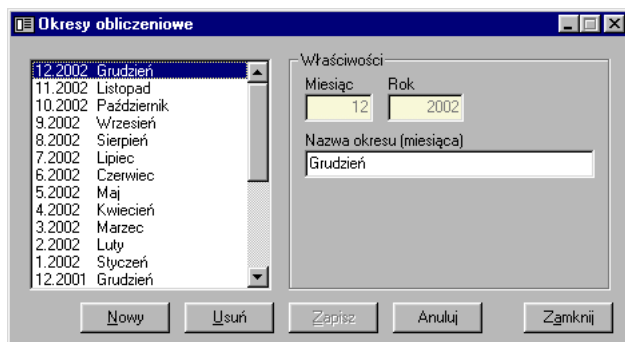 Okresy obliczeniowe
12.2002 Grudzień
11.2002 Listopad
10.2002 Październik
9.2002 Wrzesień
8.2002 Sierpień
7.2002 Lipiec
6.2002 Czerwiec
5.2002 Maj
4.2002 Kwiecień
3.2002 Marzec
2.2002 Luty
1.2002 Styczeń
12.2001 Grudzień
Właściwości
Miesiąc Rok
12 2002
Nazwa okresu (miesiąca)
Grudzień
Nowy Usuń Zapisz Anuluj Zamknij